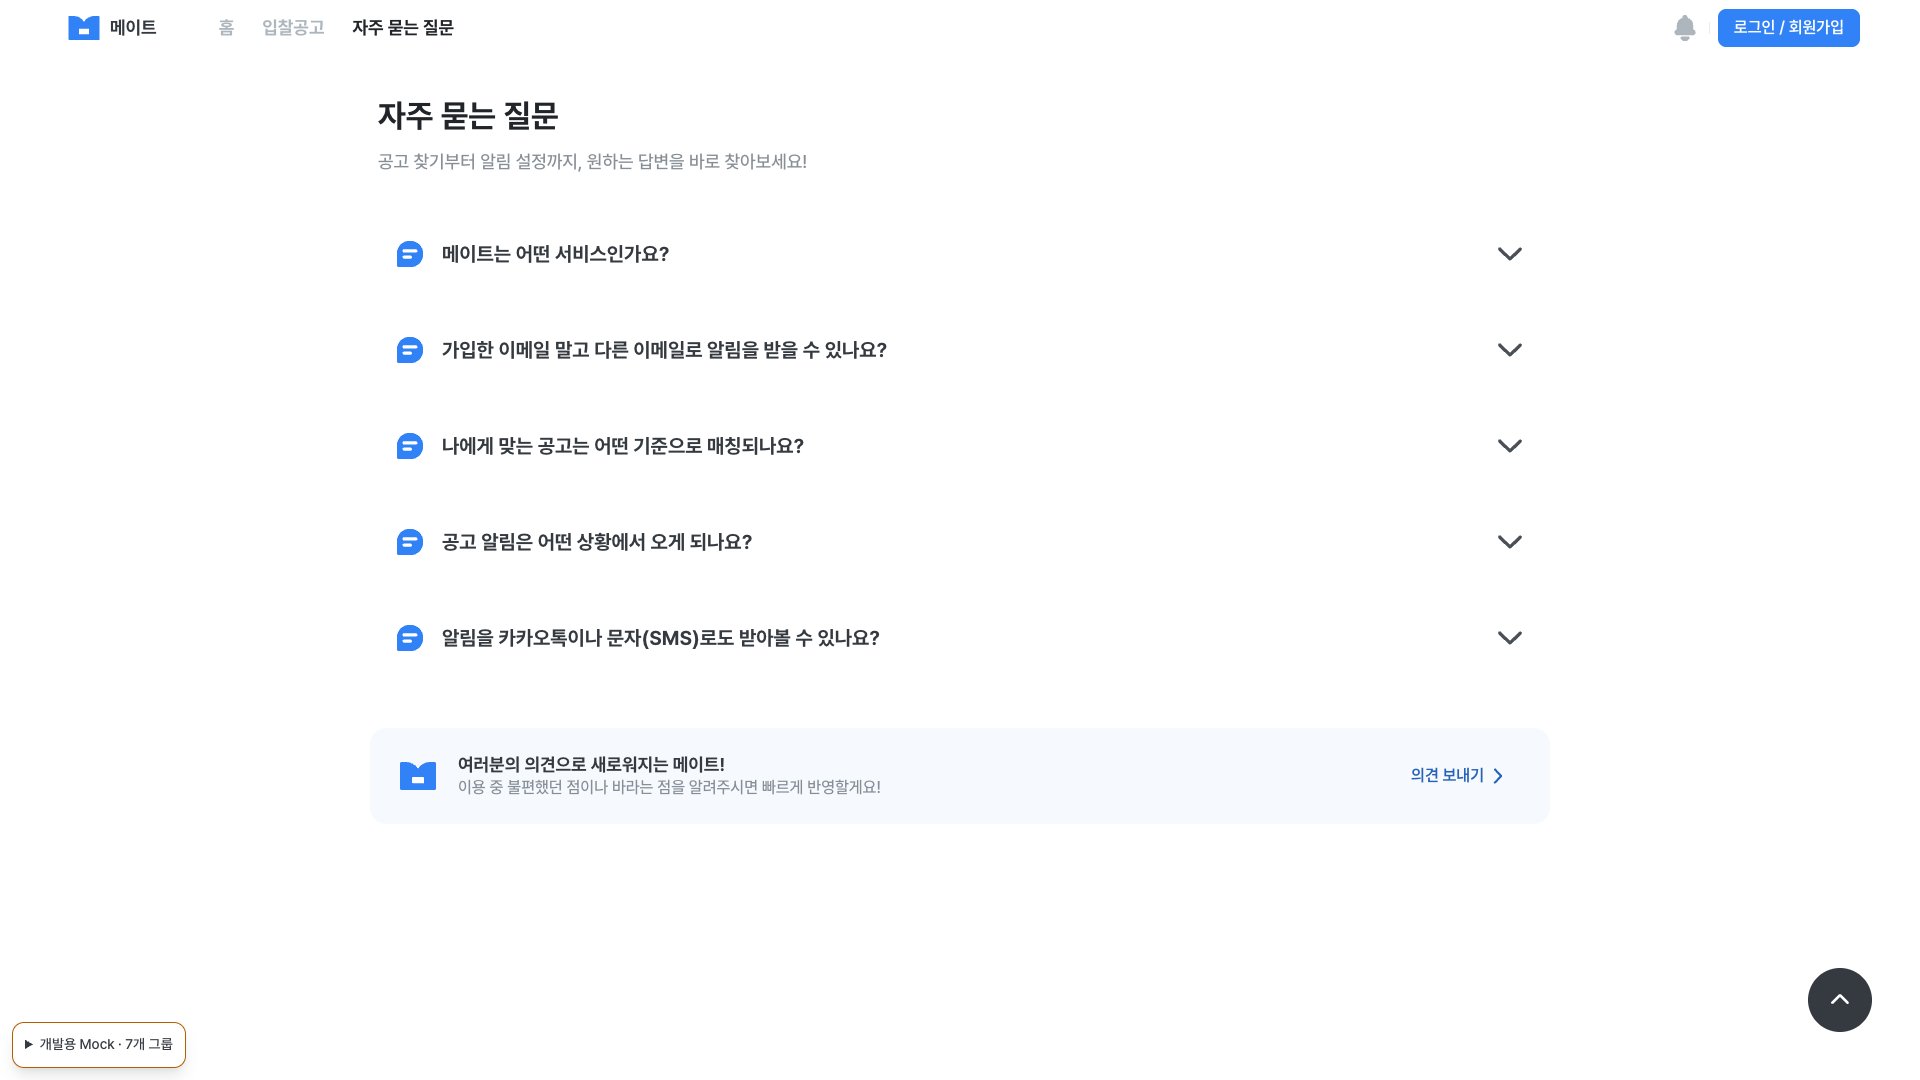 메이트
홈
입찰공고
자주 묻는 질문
로그인 / 회원가입
자주 묻는 질문
공고 찾기부터 알림 설정까지, 원하는 답변을 바로 찾아보세요!
메이트는 어떤 서비스인가요?
가입한 이메일 말고 다른 이메일로 알림을 받을 수 있나요?
나에게 맞는 공고는 어떤 기준으로 매칭되나요?
공고 알림은 어떤 상황에서 오게 되나요?
알림을 카카오톡이나 문자(SMS)로도 받아볼 수 있나요?
여러분의 의견으로 새로워지는 메이트!
이용 중 불편했던 점이나 바라는 점을 알려주시면 빠르게 반영할게요!
의견 보내기
개발용 Mock · 7개 그룹